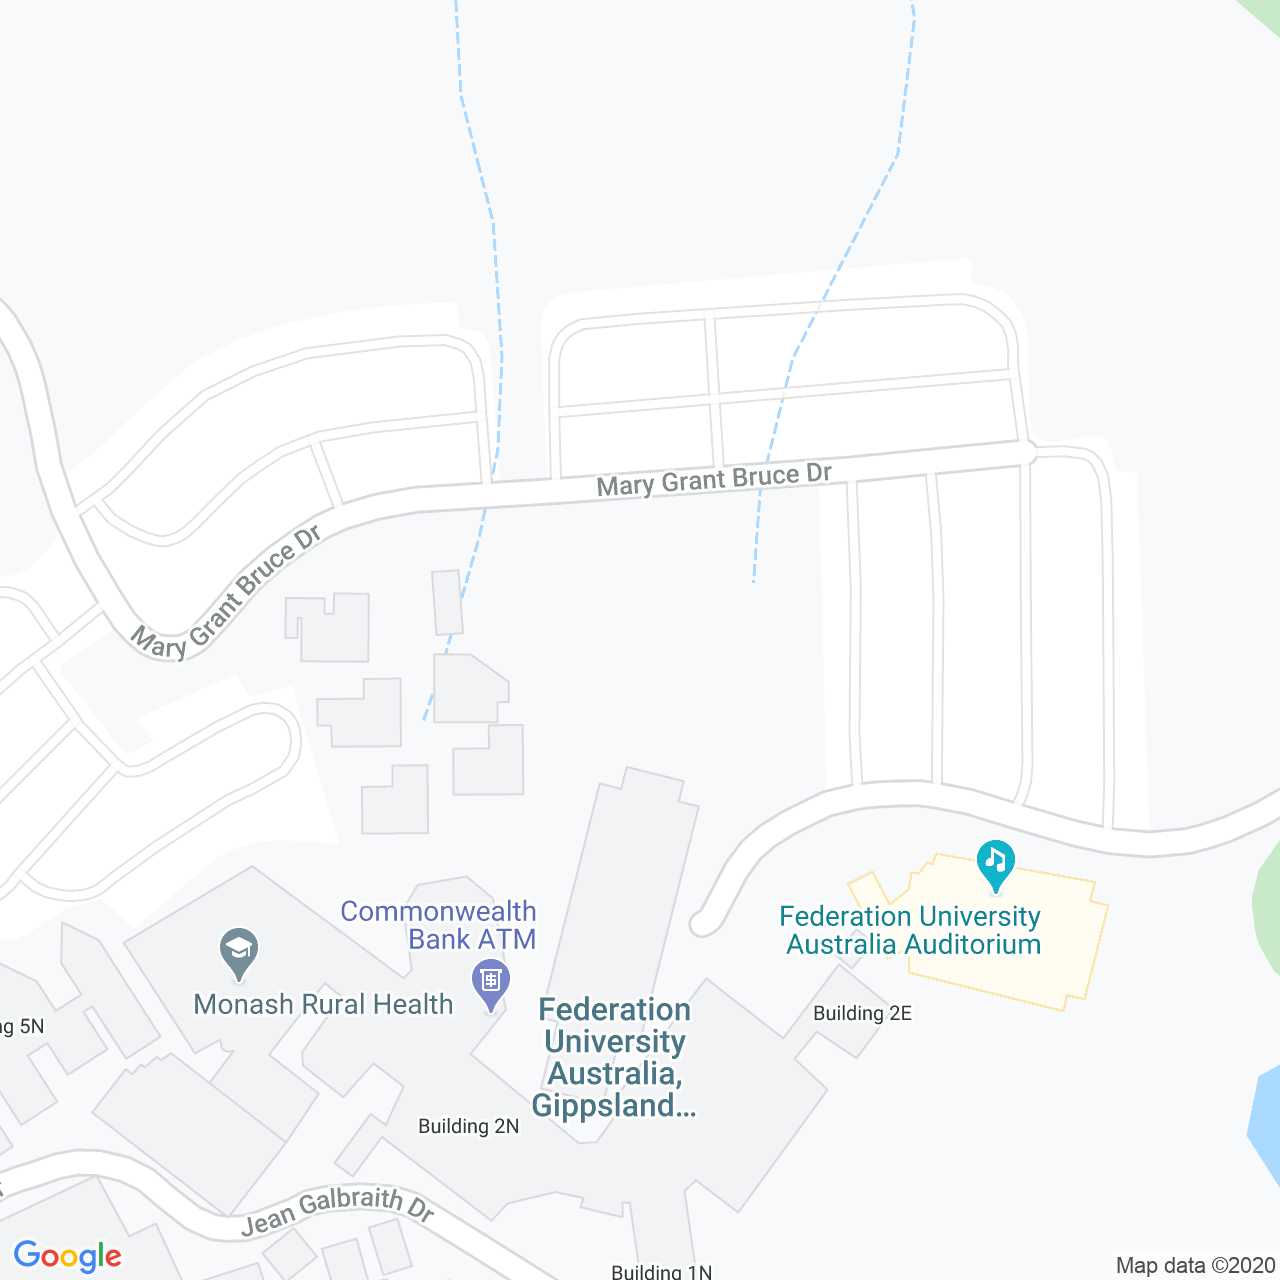 Mary Grant Bruce Dr
Mary Grant Bruce Dr
Commonwealth
Bank ATM
Federation University
Australia Auditorium
Monash Rural Health
Federation
University
Australia,
Gippsland...
Building 2E
ng 5N
Building 2N
Jean Galbraith Dr
Building 1N
Google
Map data ©2020